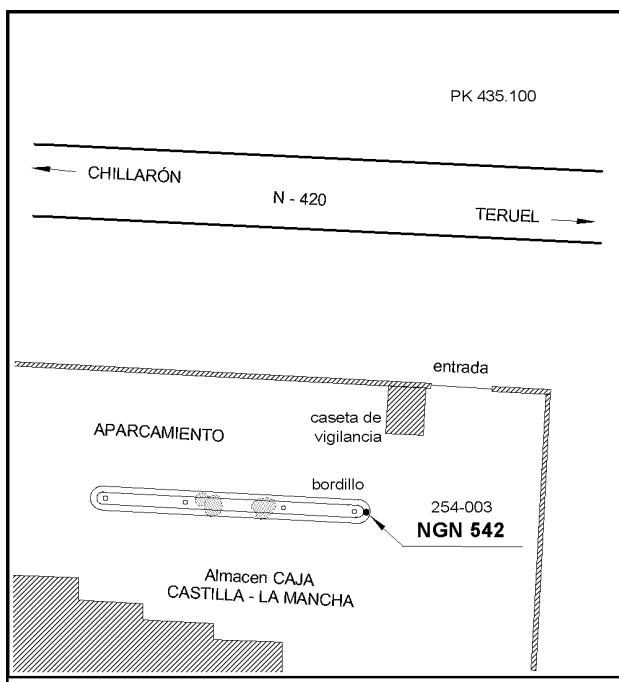 PK 435.100
CHILLARÓN
N - 420
TERUEL
entrada
caseta de
vigilancia
APARCAMIENTO
bordillo
254-003
NGN 542
Almacen CAJA
CASTILLA - LA MANCHA